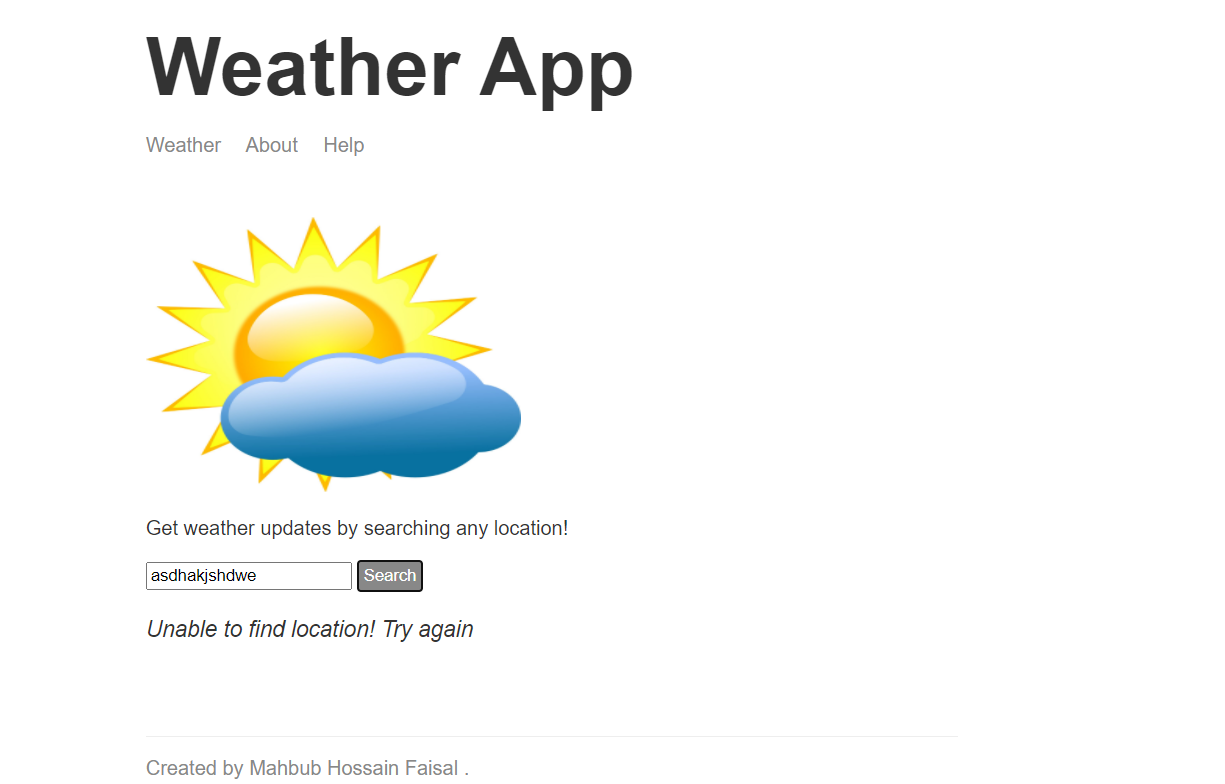 Weather App
Weather About Help
Get weather updates by searching any location!
asdhakjshdwe Search
Unable to find location! Try again
Created by Mahbub Hossain Faisal .